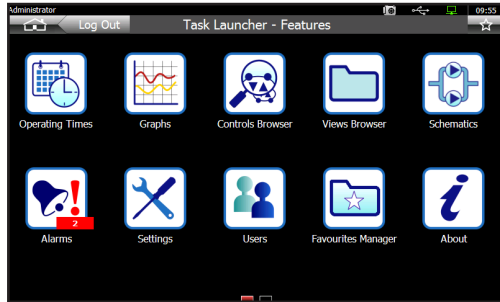 Administrator
09:55
Log Out
Task Launcher - Features
Operating Times
Graphs
Controls Browser
Views Browser
Schematics
2
Alarms
Settings
Users
Favourites Manager
About